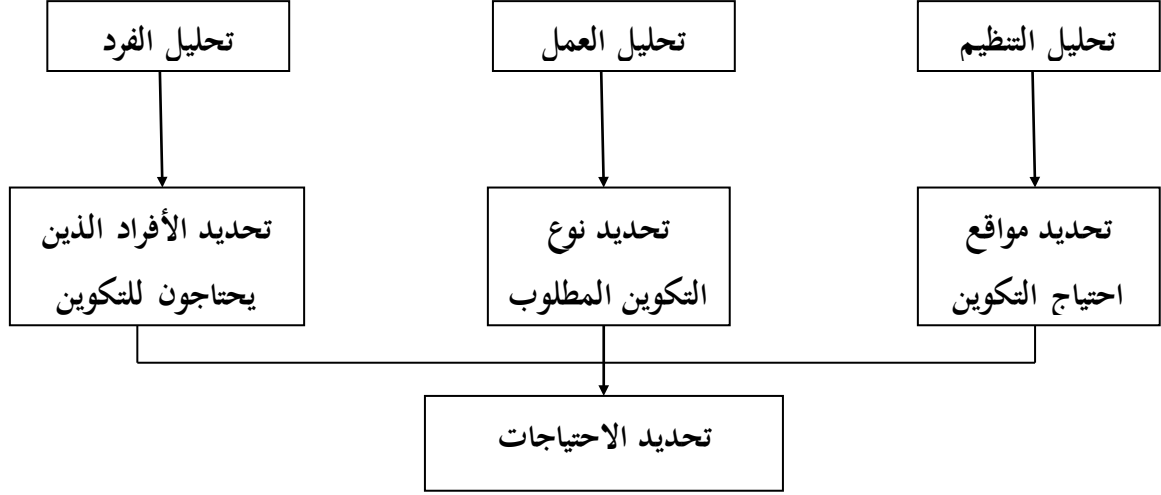 تحليل التنظيم
تحليل العمل
تحليل الفرد
تحديد مواقع
احتياج التكوين
تحديد نوع
التكوين المطلوب
تحديد الأفراد الذين
يحتاجون للتكوين
تحديد الاحتياجات